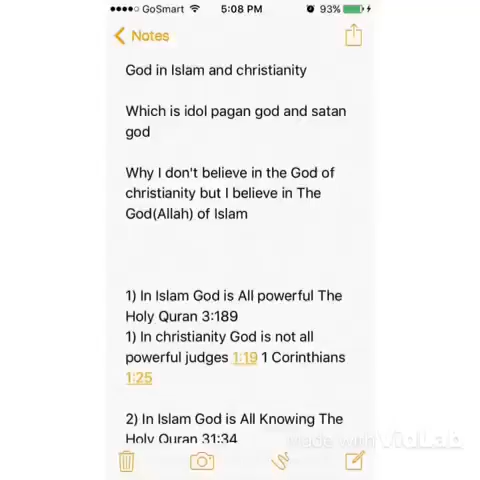 GoSmart 5:08 PM 93%
Notes
God in Islam and christianity
Which is idol pagan god and satan
god
Why I don't believe in the God of
christianity but I believe in The
God(Allah) of Islam
1) In Islam God is All powerful The
Holy Quran 3:189
1) In christianity God is not all
powerful judges 1:19 1 Corinthians
1:25
2) In Islam God is All Knowing The
Holy Quran 31:34
made with VidLab